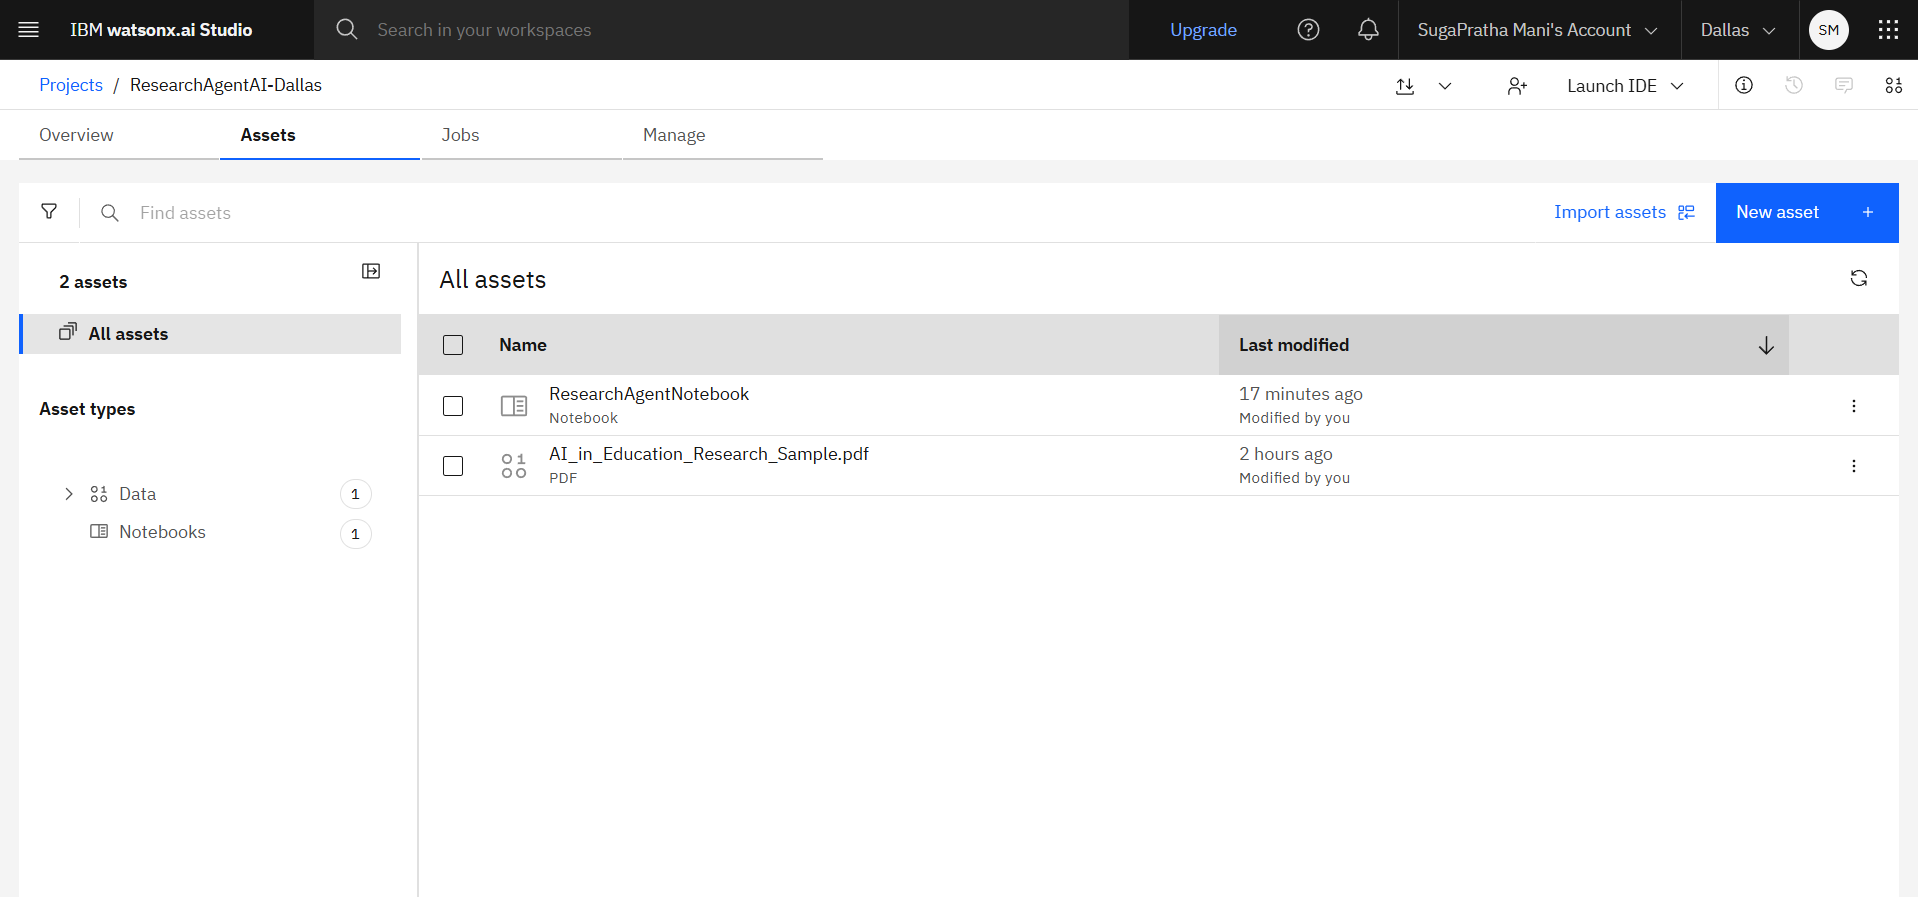 IBM watsonx.ai Studio
Search in your workspaces
Upgrade
SugaPratha Mani's Account
Dallas
SM
Projects / ResearchAgentAI-Dallas
Launch IDE
Overview
Assets
Jobs
Manage
Find assets
Import assets
New asset +
2 assets
All assets
Asset types
Data 1
Notebooks 1
All assets
Name
Last modified
ResearchAgentNotebook
Notebook
17 minutes ago
Modified by you
AI_in_Education_Research_Sample.pdf
PDF
2 hours ago
Modified by you